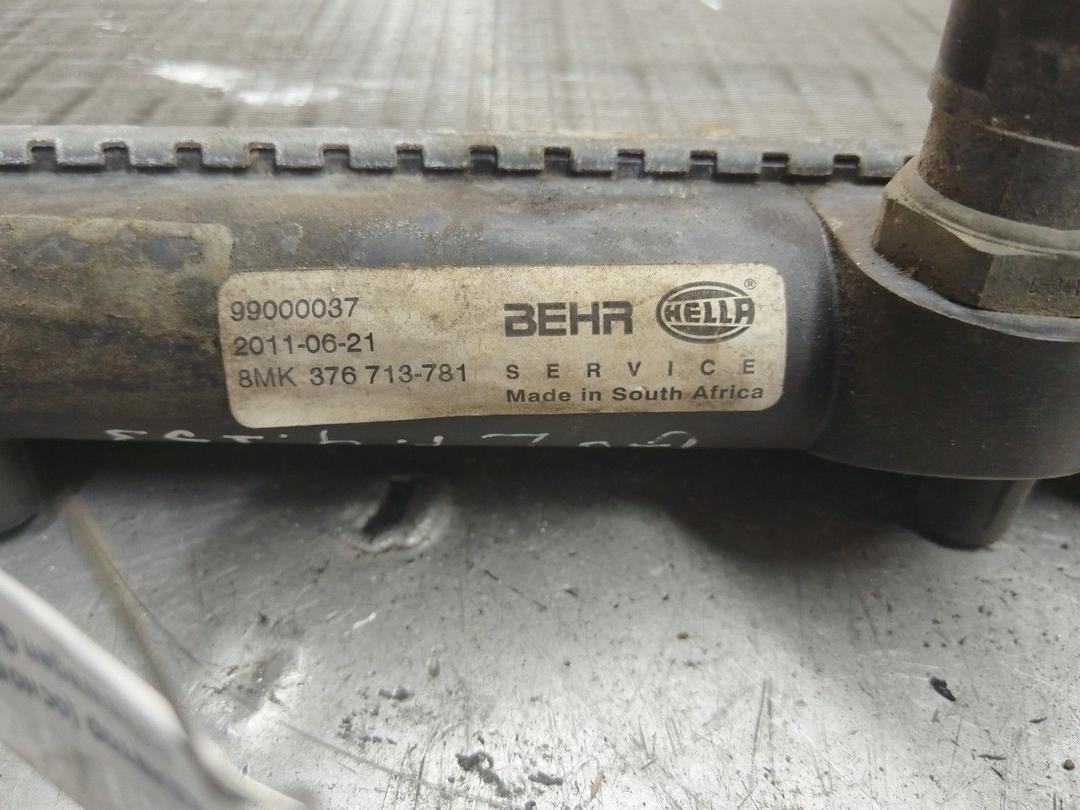 99000037
2011-06-21
8MK 376 713-781
BEHR HELLA®
SERVICE
Made in South Africa